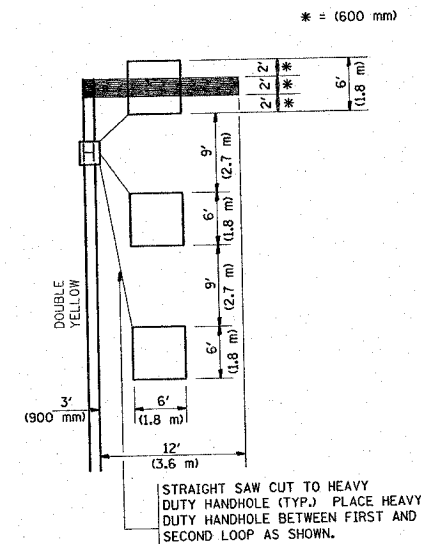 * = (600 mm)
2' *
2' *
2' *
6'
(1.8 m)
9'
(2.7 m)
6'
(1.8 m)
9'
(2.7 m)
6'
(1.8 m)
DOUBLE
YELLOW
3'
(900 mm)
6'
(1.8 m)
12'
(3.6 m)
STRAIGHT SAW CUT TO HEAVY
DUTY HANDHOLE (TYP.) PLACE HEAVY
DUTY HANDHOLE BETWEEN FIRST AND
SECOND LOOP AS SHOWN.